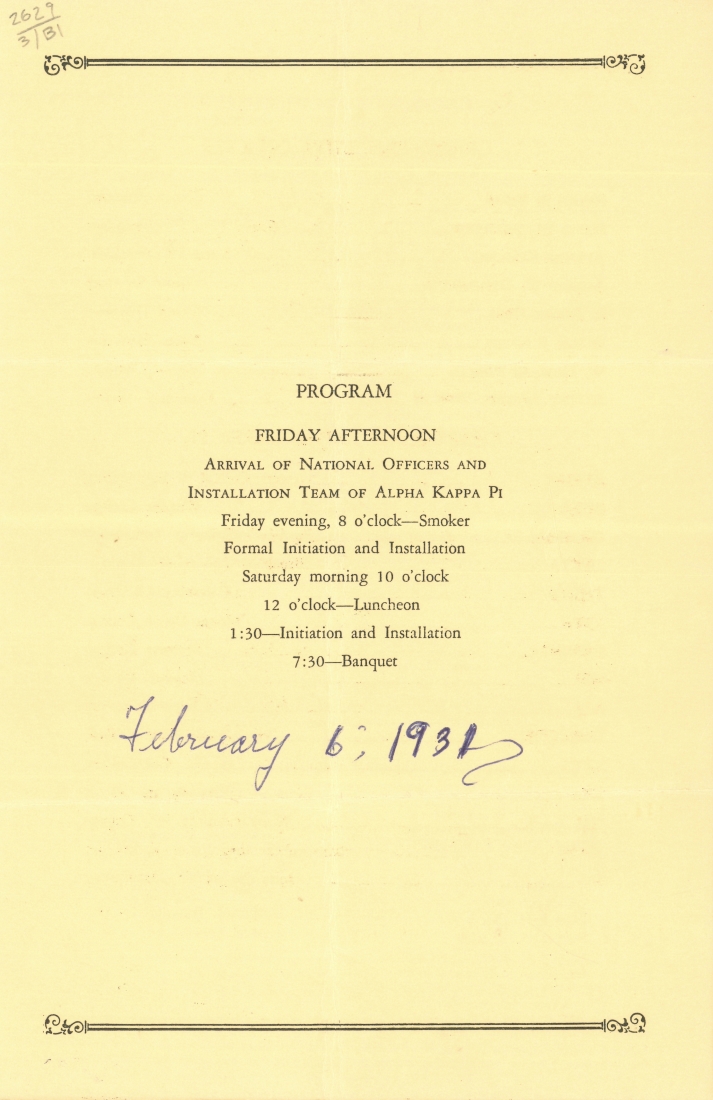 2629
3/B1
PROGRAM
FRIDAY AFTERNOON
ARRIVAL OF NATIONAL OFFICERS AND
INSTALLATION TEAM OF ALPHA KAPPA PI
Friday evening, 8 o'clock—Smoker
Formal Initiation and Installation
Saturday morning 10 o'clock
12 o'clock—Luncheon
1:30—Initiation and Installation
7:30—Banquet
February 6, 1931